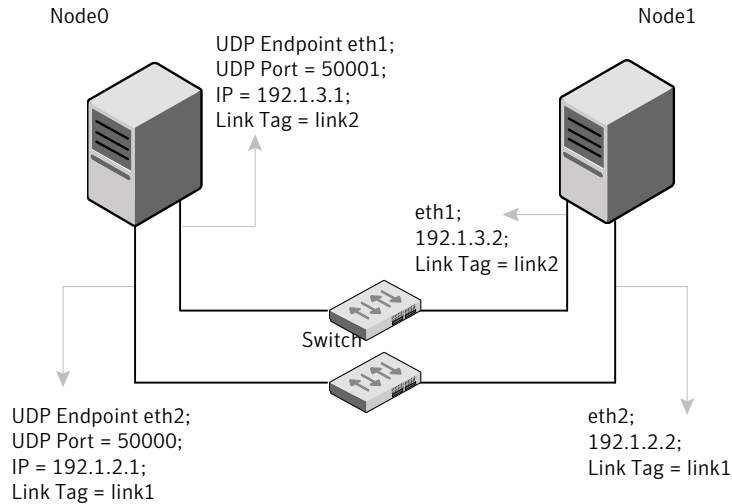 Node0
Node1
UDP Endpoint eth1;
UDP Port = 50001;
IP = 192.1.3.1;
Link Tag = link2
eth1;
192.1.3.2;
Link Tag = link2
Switch
UDP Endpoint eth2;
UDP Port = 50000;
IP = 192.1.2.1;
Link Tag = link1
eth2;
192.1.2.2;
Link Tag = link1